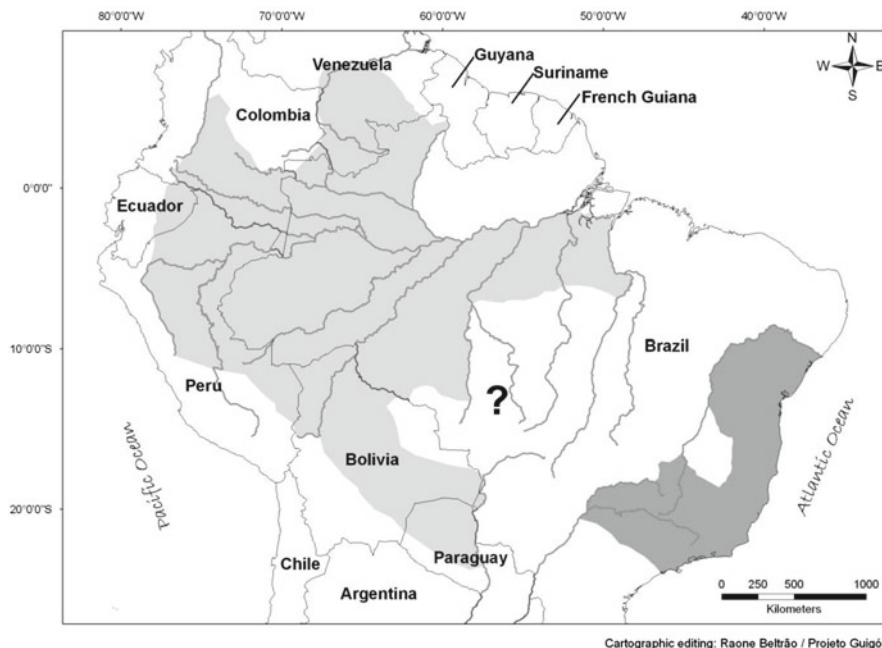 80°0'0"W 70°0'0"W 60°0'0"W 50°0'0"W 40°0'0"W
N
W E
S
Venezuela
Guyana
Suriname
French Guiana
Colombia
0°0'0"
Ecuador
10°0'0"S
Brazil
Peru
?
Bolivia
Pacific Ocean
Atlantic Ocean
20°0'0"S
Paraguay
Chile
Argentina
0 250 500 1000
Kilometers
Cartographic editing: Raone Beltrão / Projeto Guigó